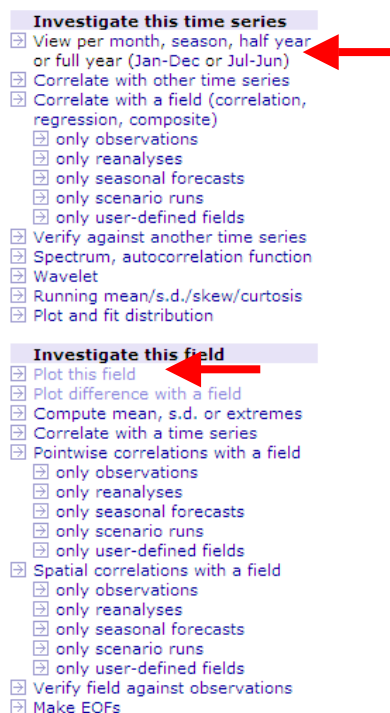 Investigate this time series
View per month, season, half year
or full year (Jan-Dec or Jul-Jun)
Correlate with other time series
Correlate with a field (correlation,
regression, composite)
only observations
only reanalyses
only seasonal forecasts
only scenario runs
only user-defined fields
Verify against another time series
Spectrum, autocorrelation function
Wavelet
Running mean/s.d./skew/curtosis
Plot and fit distribution
Investigate this field
Plot this field
Plot difference with a field
Compute mean, s.d. or extremes
Correlate with a time series
Pointwise correlations with a field
only observations
only reanalyses
only seasonal forecasts
only scenario runs
only user-defined fields
Spatial correlations with a field
only observations
only reanalyses
only seasonal forecasts
only scenario runs
only user-defined fields
Verify field against observations
Make EOFs